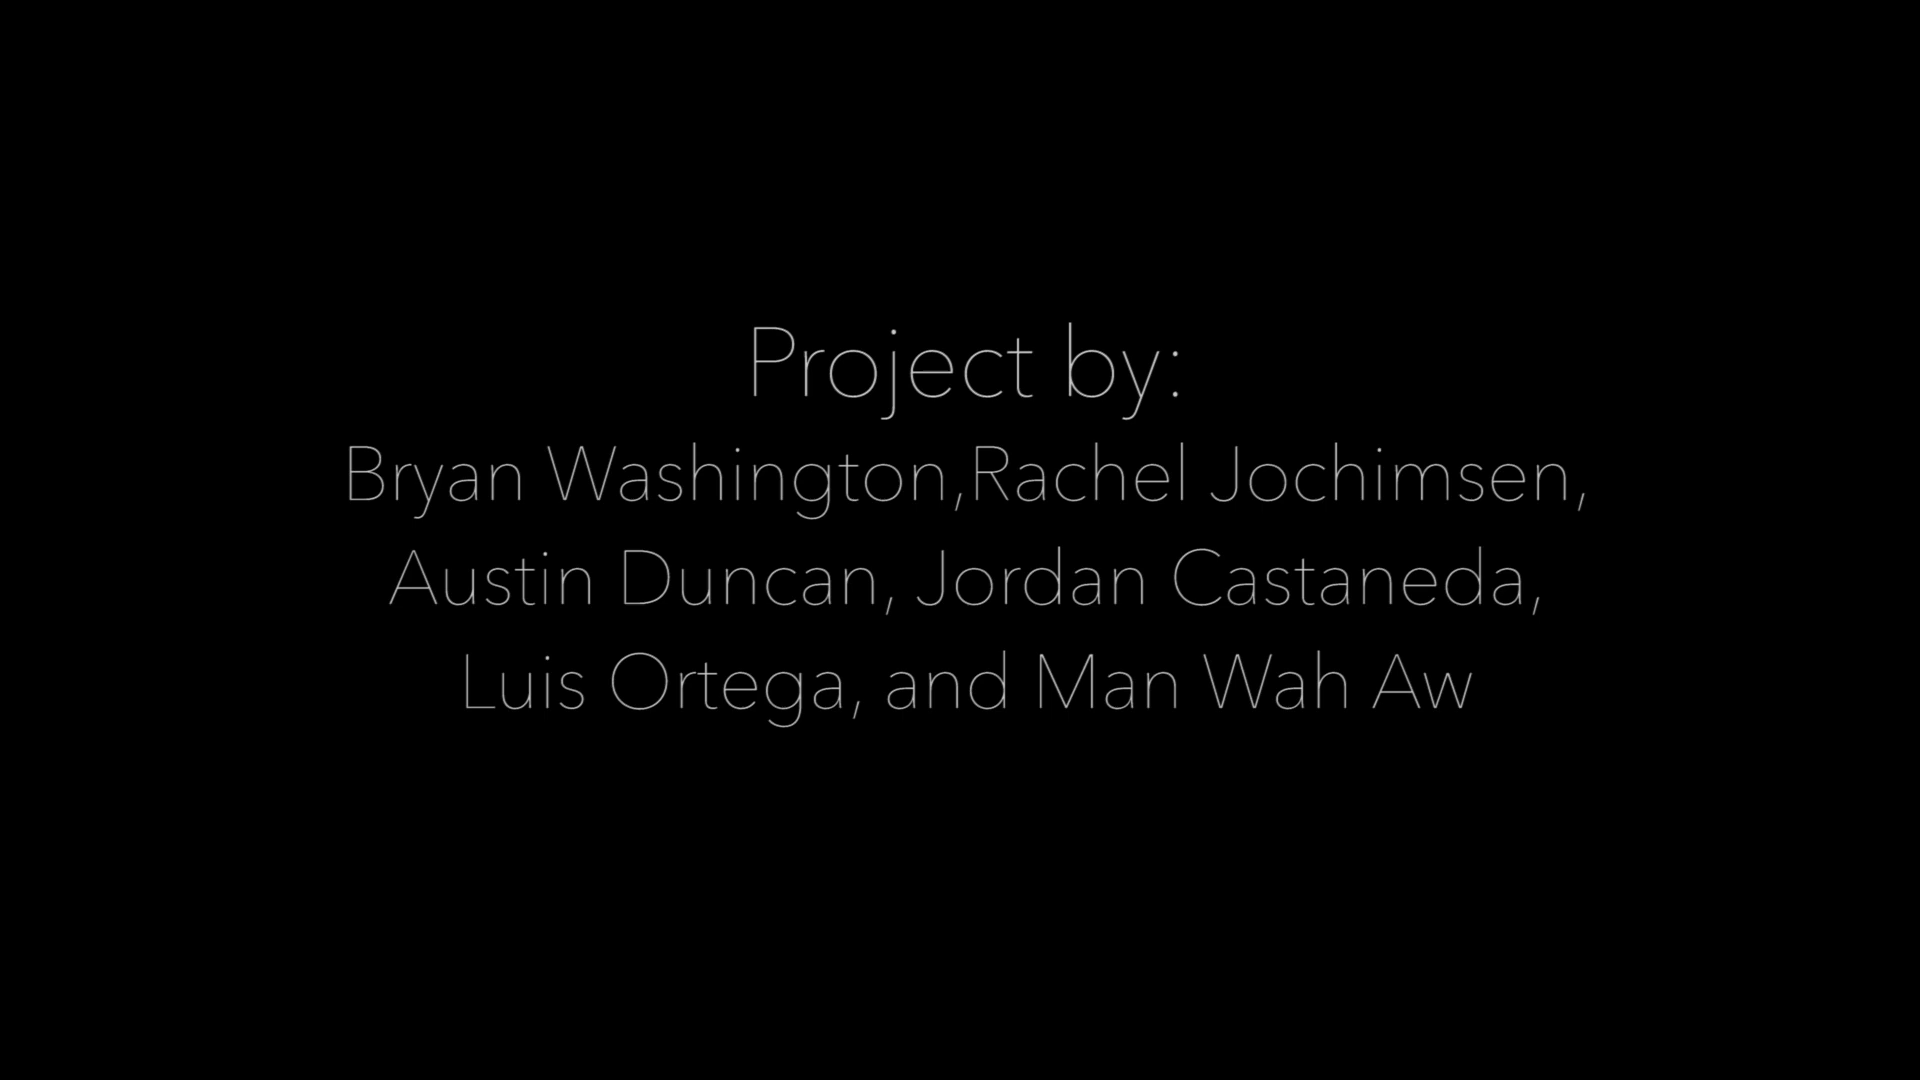 Project by:
Bryan Washington,Rachel Jochimsen,
Austin Duncan, Jordan Castaneda,
Luis Ortega, and Man Wah Aw